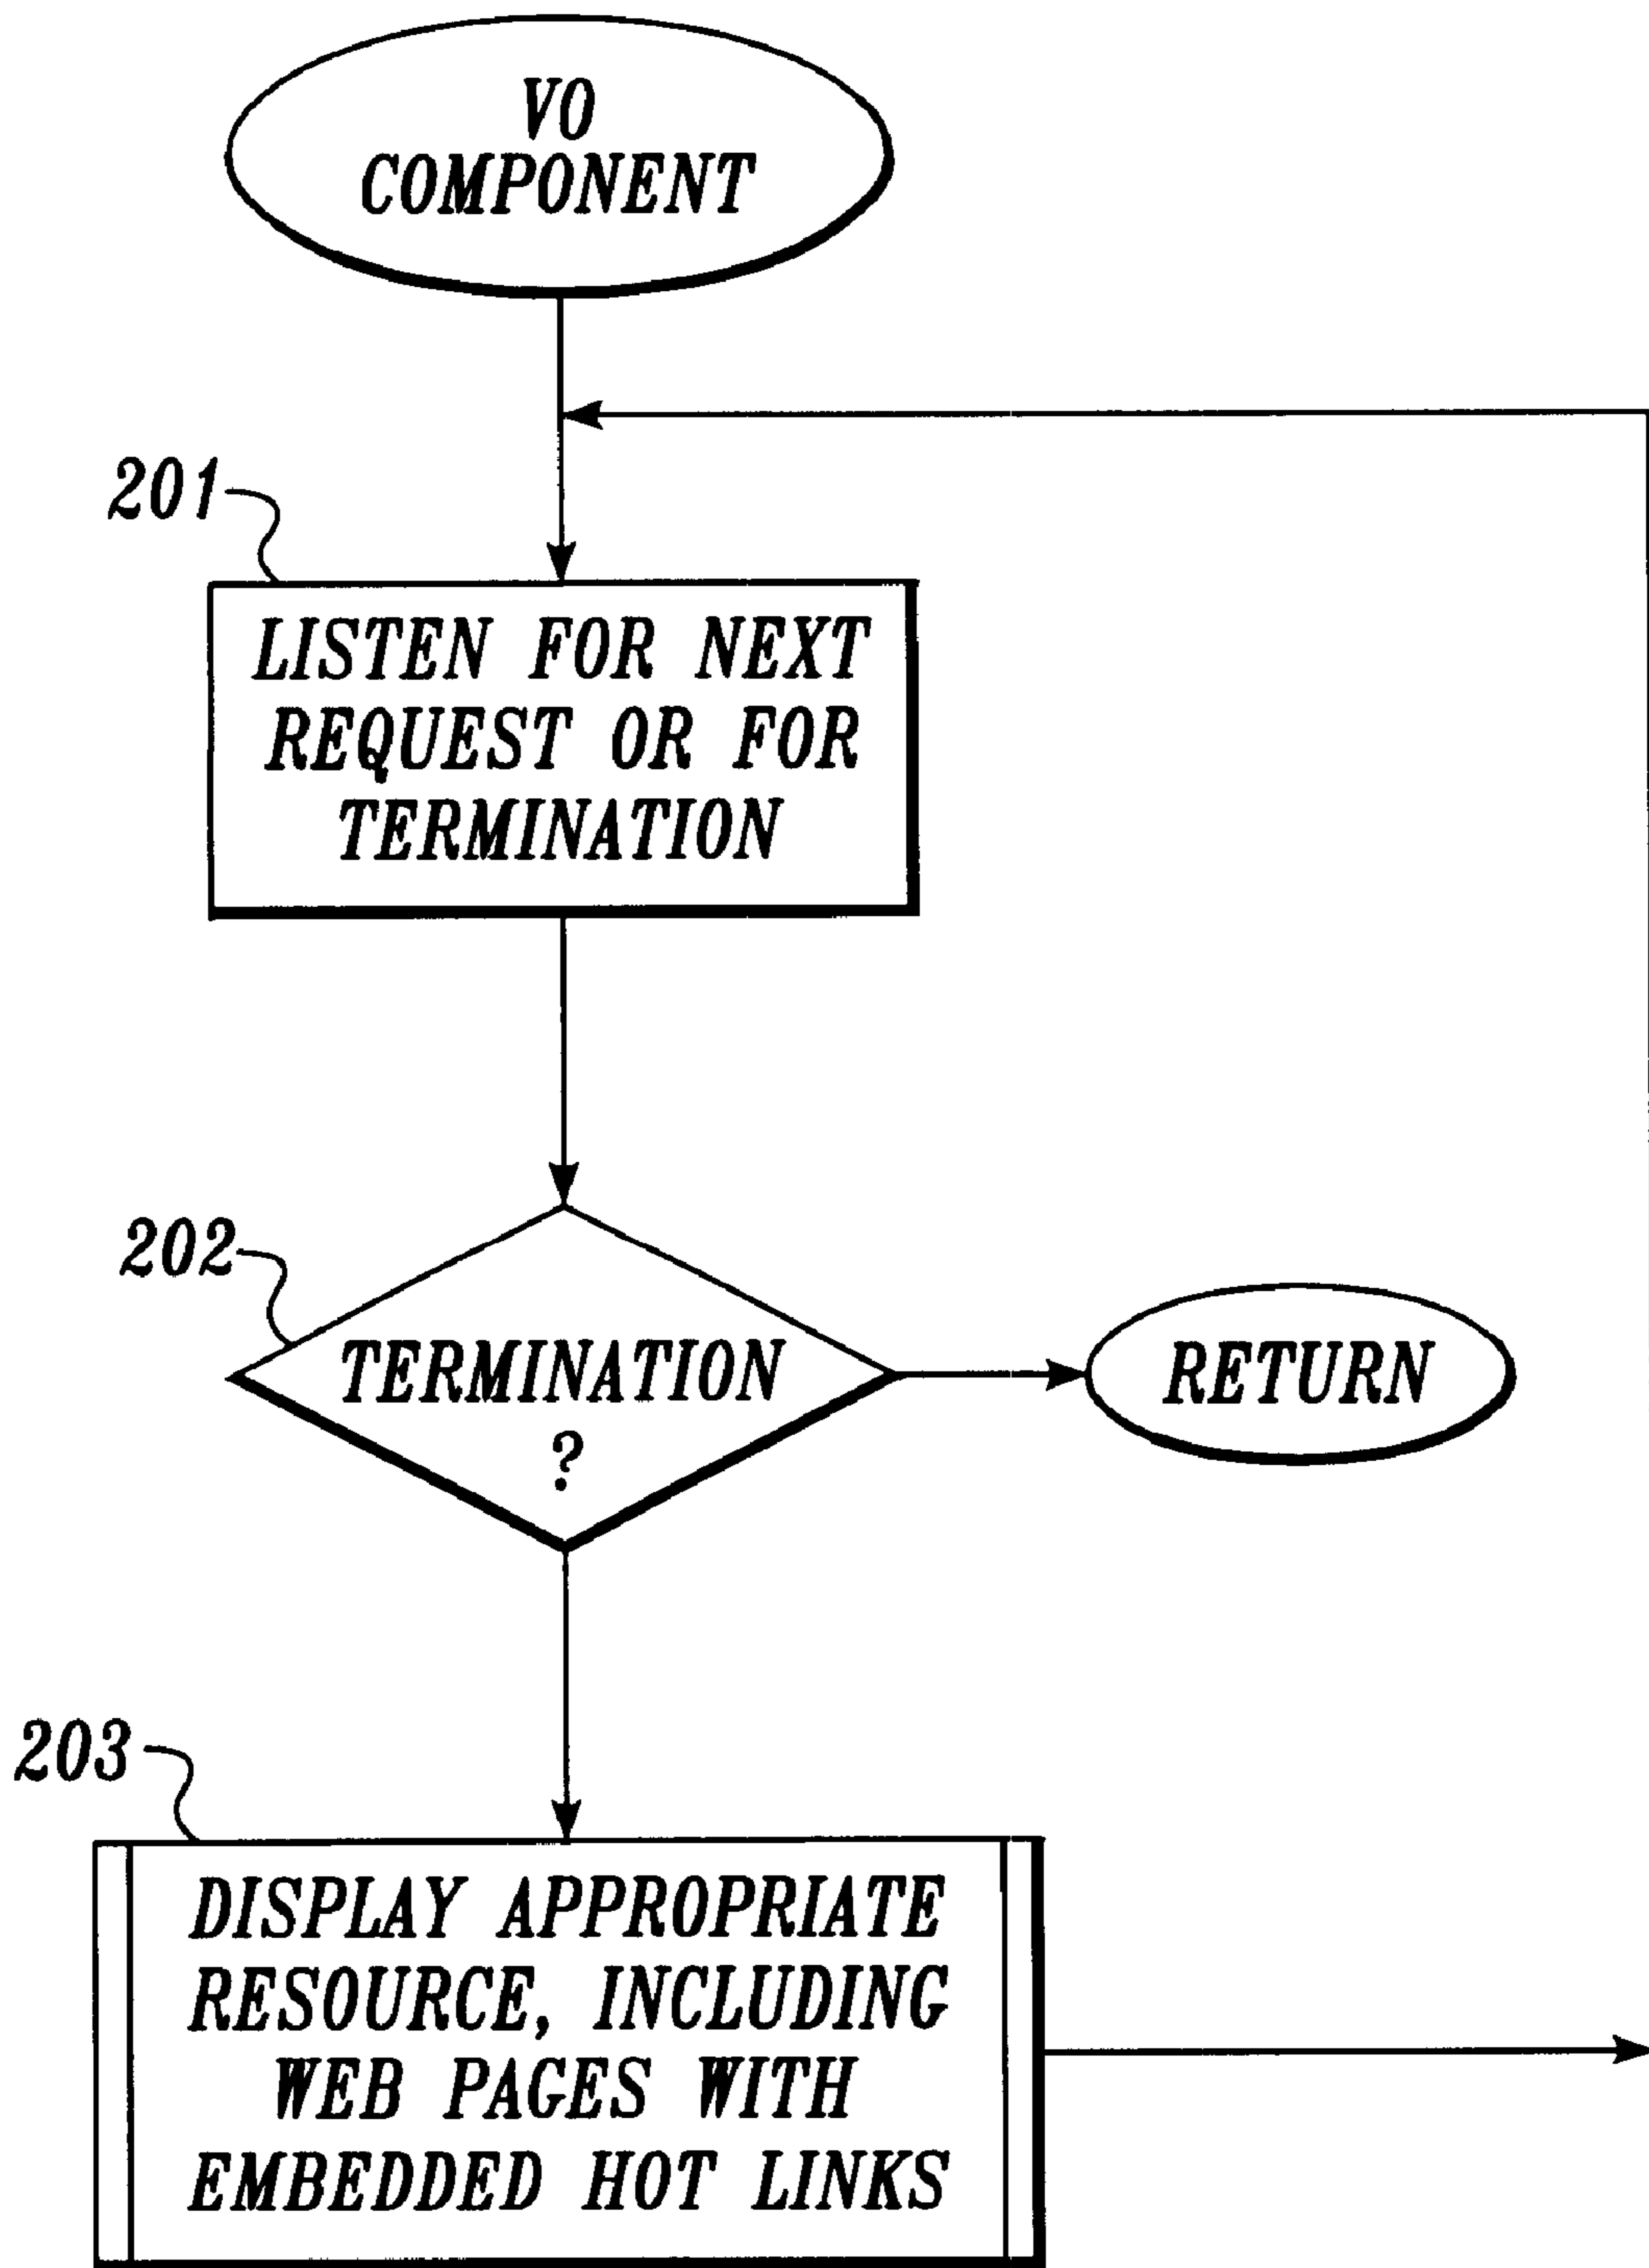 VO
COMPONENT
201
LISTEN FOR NEXT
REQUEST OR FOR
TERMINATION
202
TERMINATION
?
RETURN
203
DISPLAY APPROPRIATE
RESOURCE, INCLUDING
WEB PAGES WITH
EMBEDDED HOT LINKS